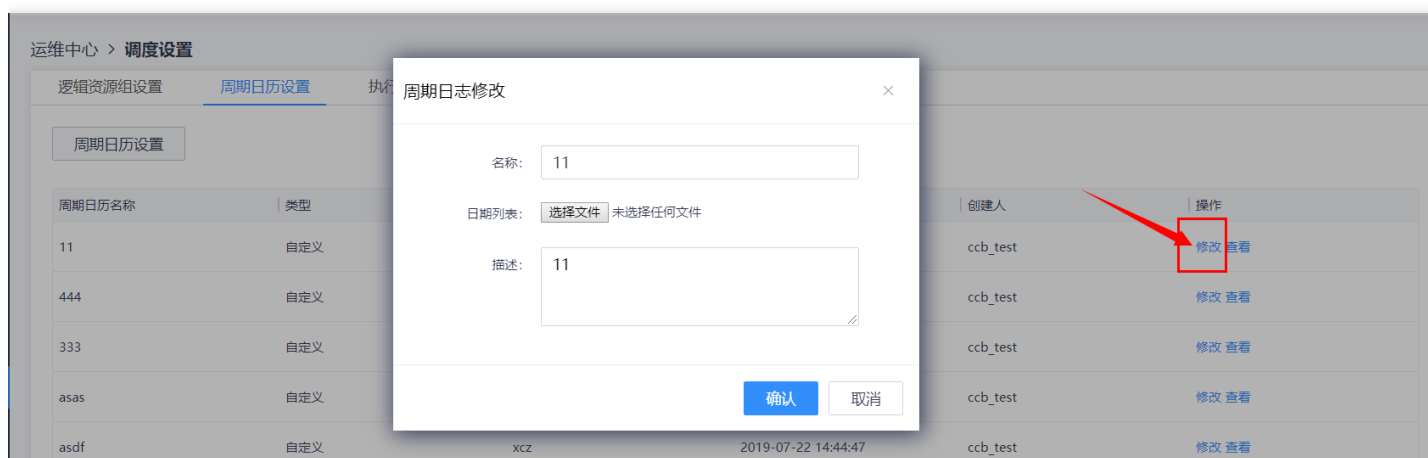 运维中心 > 调度设置
逻辑资源组设置 周期日历设置 执行
周期日历设置
周期日历名称 类型 创建人 操作
11 自定义 ccb_test 修改 查看
444 自定义 ccb_test 修改 查看
333 自定义 ccb_test 修改 查看
asas 自定义 ccb_test 修改 查看
asdf 自定义 xcz 2019-07-22 14:44:47 ccb_test 修改 查看
周期日志修改 ×
名称: 11
日期列表: 选择文件 未选择任何文件
描述: 11
确认 取消